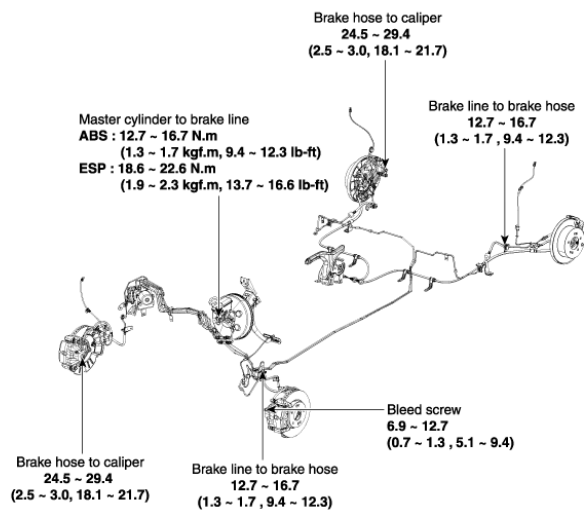 Brake hose to caliper
24.5 ~ 29.4
(2.5 ~ 3.0, 18.1 ~ 21.7)
Master cylinder to brake line
ABS : 12.7 ~ 16.7 N.m
(1.3 ~ 1.7 kgf.m, 9.4 ~ 12.3 lb-ft)
ESP : 18.6 ~ 22.6 N.m
(1.9 ~ 2.3 kgf.m, 13.7 ~ 16.6 lb-ft)
Brake line to brake hose
12.7 ~ 16.7
(1.3 ~ 1.7 , 9.4 ~ 12.3)
Bleed screw
6.9 ~ 12.7
(0.7 ~ 1.3 , 5.1 ~ 9.4)
Brake hose to caliper
24.5 ~ 29.4
(2.5 ~ 3.0, 18.1 ~ 21.7)
Brake line to brake hose
12.7 ~ 16.7
(1.3 ~ 1.7 , 9.4 ~ 12.3)